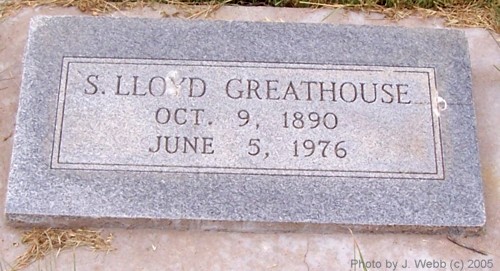 S. LLOYD GREATHOUSE
OCT. 9, 1890
JUNE 5, 1976
Photo by J. Webb (c) 2005